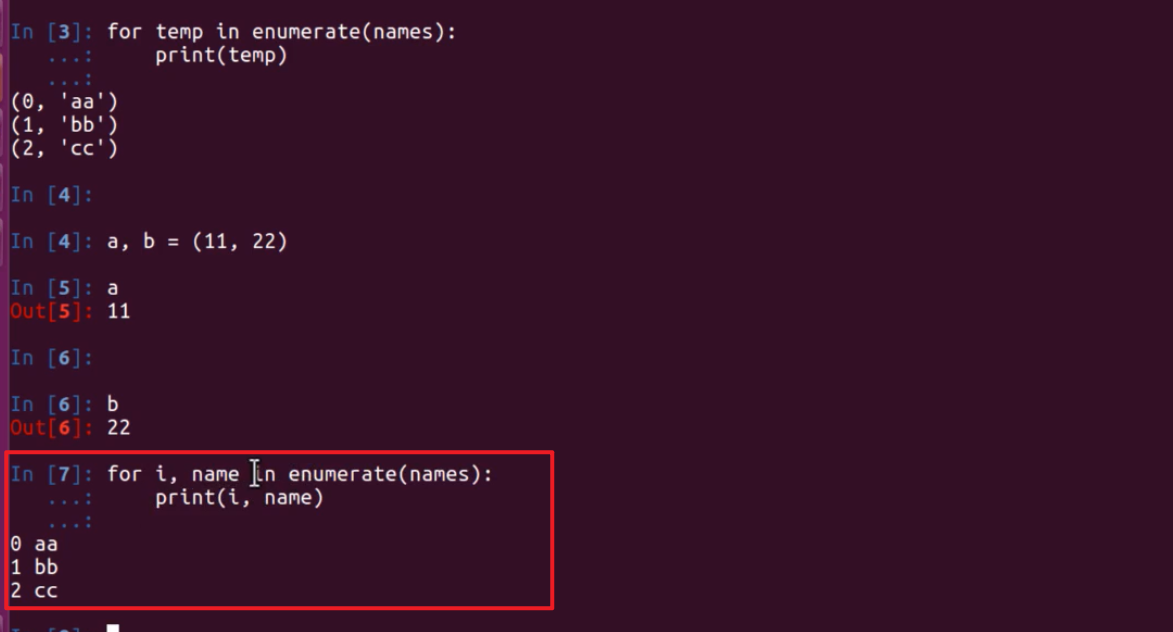 In [3]: for temp in enumerate(names):
   ...:     print(temp)
   ...:
(0, 'aa')
(1, 'bb')
(2, 'cc')
In [4]:
In [4]: a, b = (11, 22)
In [5]: a
Out[5]: 11
In [6]:
In [6]: b
Out[6]: 22
In [7]: for i, name in enumerate(names):
   ...:     print(i, name)
   ...:
0 aa
1 bb
2 cc